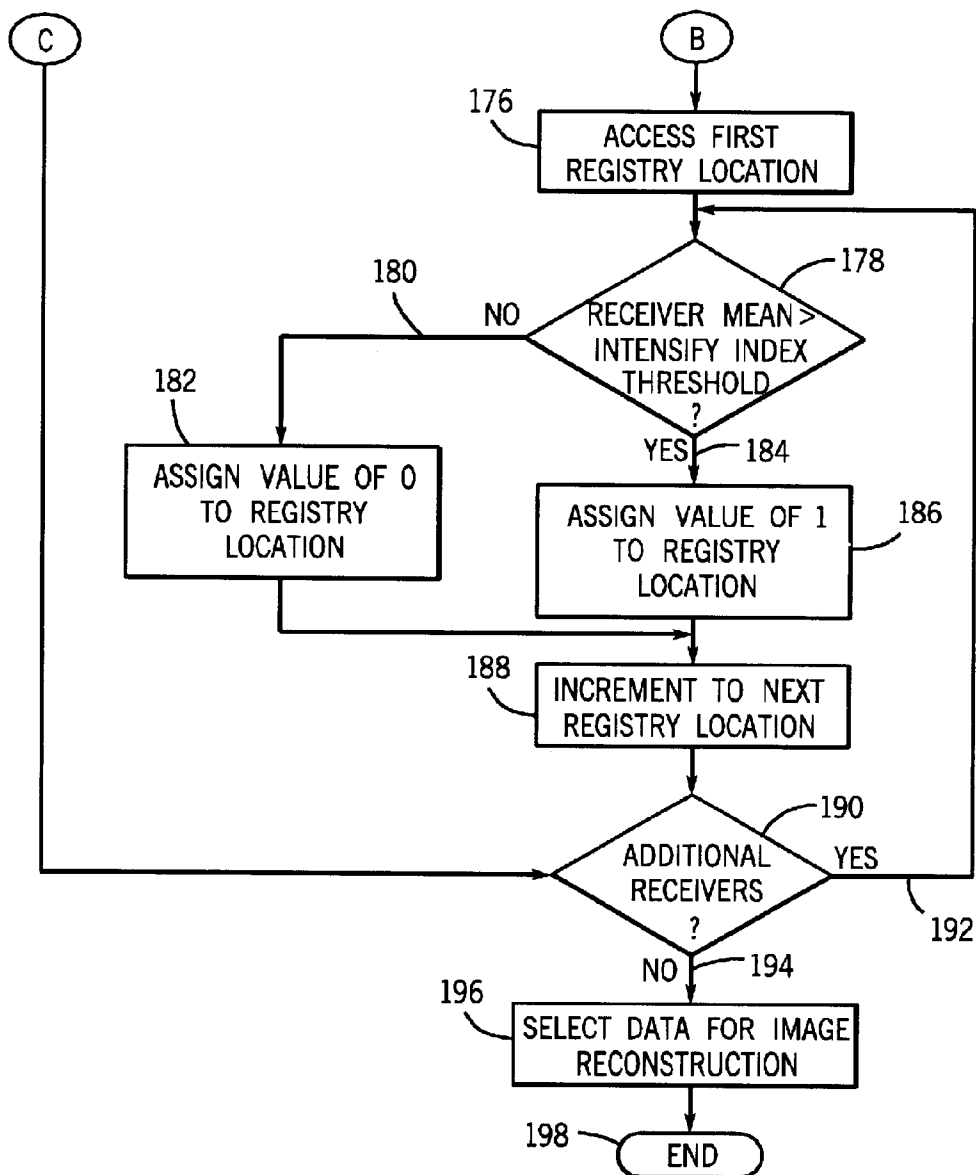 C
B
176
ACCESS FIRST
REGISTRY LOCATION
178
180
NO
RECEIVER MEAN >
INTENSIFY INDEX
THRESHOLD
?
182
YES
184
ASSIGN VALUE OF 0
TO REGISTRY
LOCATION
ASSIGN VALUE OF 1
TO REGISTRY
LOCATION
186
188
INCREMENT TO NEXT
REGISTRY LOCATION
190
ADDITIONAL
RECEIVERS
?
YES
192
NO
194
196
SELECT DATA FOR IMAGE
RECONSTRUCTION
198
END